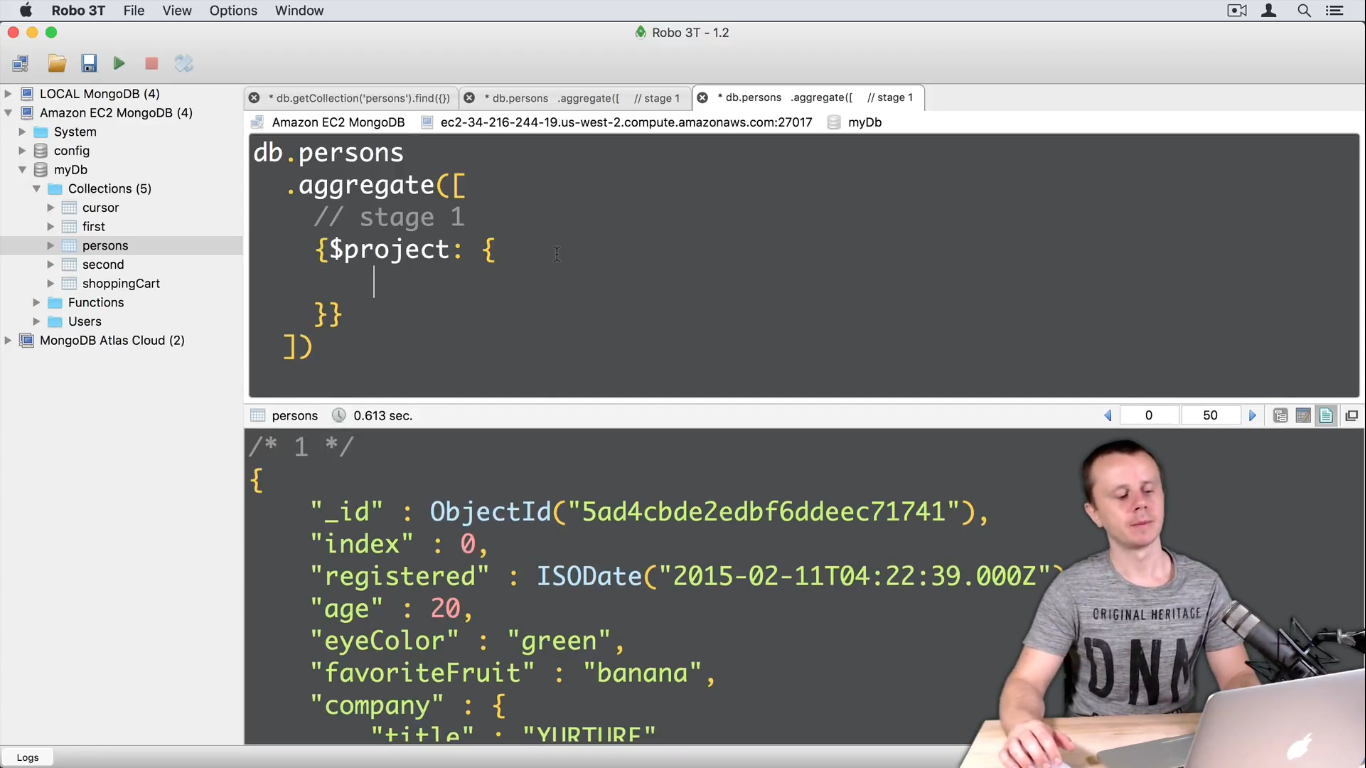 Robo 3T File View Options Window
Robo 3T - 1.2
LOCAL MongoDB (4)
Amazon EC2 MongoDB (4)
System
config
myDb
Collections (5)
cursor
first
persons
second
shoppingCart
Functions
Users
MongoDB Atlas Cloud (2)
* db.getCollection('persons').find({}) * db.persons .aggregate([ // stage 1 * db.persons .aggregate([ // stage 1
Amazon EC2 MongoDB ec2-34-216-244-19.us-west-2.compute.amazonaws.com:27017 myDb
db.persons
.aggregate([
// stage 1
{$project: {
}}
])
persons 0.613 sec. 0 50
/* 1 */
{
"_id" : ObjectId("5ad4cbde2edbf6ddeec71741"),
"index" : 0,
"registered" : ISODate("2015-02-11T04:22:39.000Z")
"age" : 20,
"eyeColor" : "green",
"favoriteFruit" : "banana",
"company" : {
"title" : "YURTURE"
ORIGINAL HERITAGE
DNM
Logs